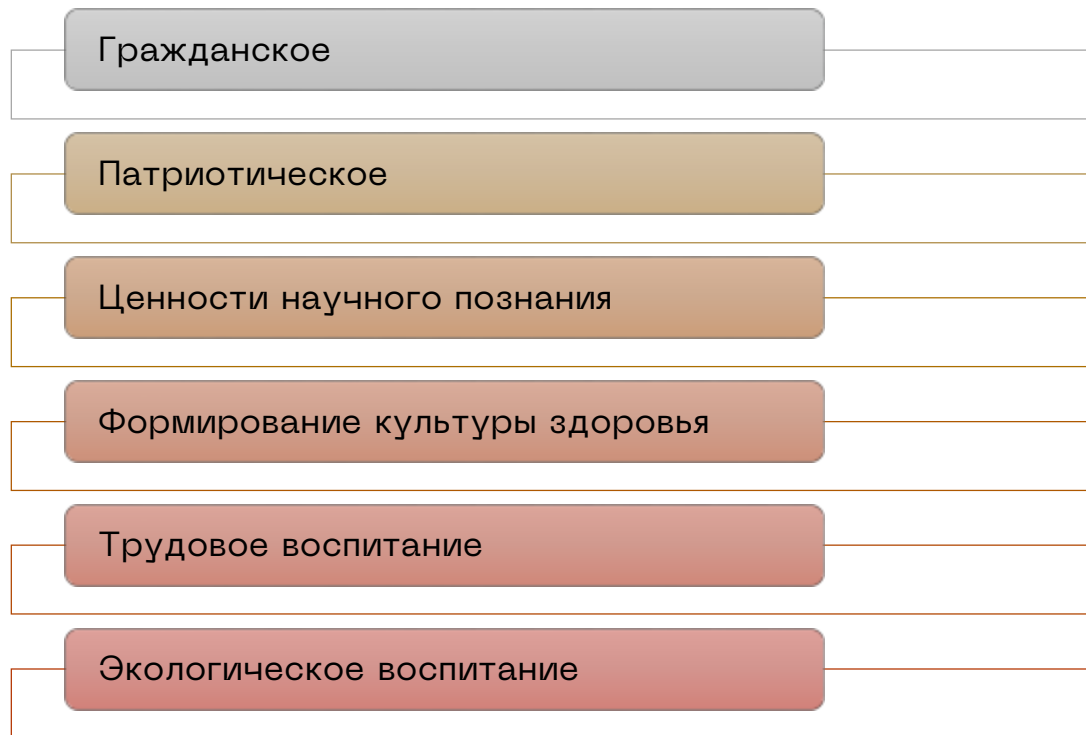 Гражданское
Патриотическое
Ценности научного познания
Формирование культуры здоровья
Трудовое воспитание
Экологическое воспитание